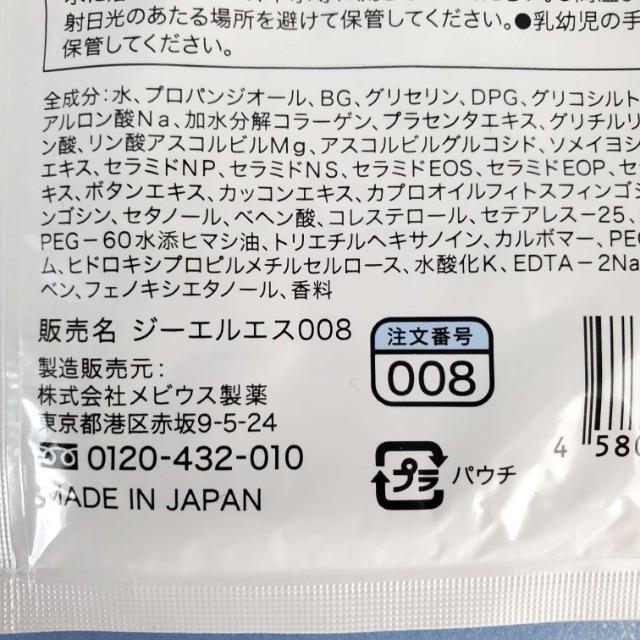 射日光のあたる場所を避けて保管してください。●乳幼児の手
保管してください。
全成分：水、プロパンジオール、BG、グリセリン、DPG、グリコシルト
アルロン酸Na、加水分解コラーゲン、プラセンタエキス、グリチルリ
ン酸、リン酸アスコルビルMg、アスコルビルグルコシド、ソメイヨシ
エキス、セラミドNP、セラミドNS、セラミドEOS、セラミドEOP、セ
キス、ボタンエキス、カッコンエキス、カプロオイルフィトスフィンゴシ
ンゴシン、セタノール、ベヘン酸、コレステロール、セテアレス－25、
PEG－60水添ヒマシ油、トリエチルヘキサノイン、カルボマー、PE
ム、ヒドロキシプロピルメチルセルロース、水酸化K、EDTA－2Na
ベン、フェノキシエタノール、香料
販売名 ジーエルエス008
注文番号
008
製造販売元：
株式会社メビウス製薬
東京都港区赤坂9-5-24
0120-432-010
MADE IN JAPAN
プラ
パウチ
4 580